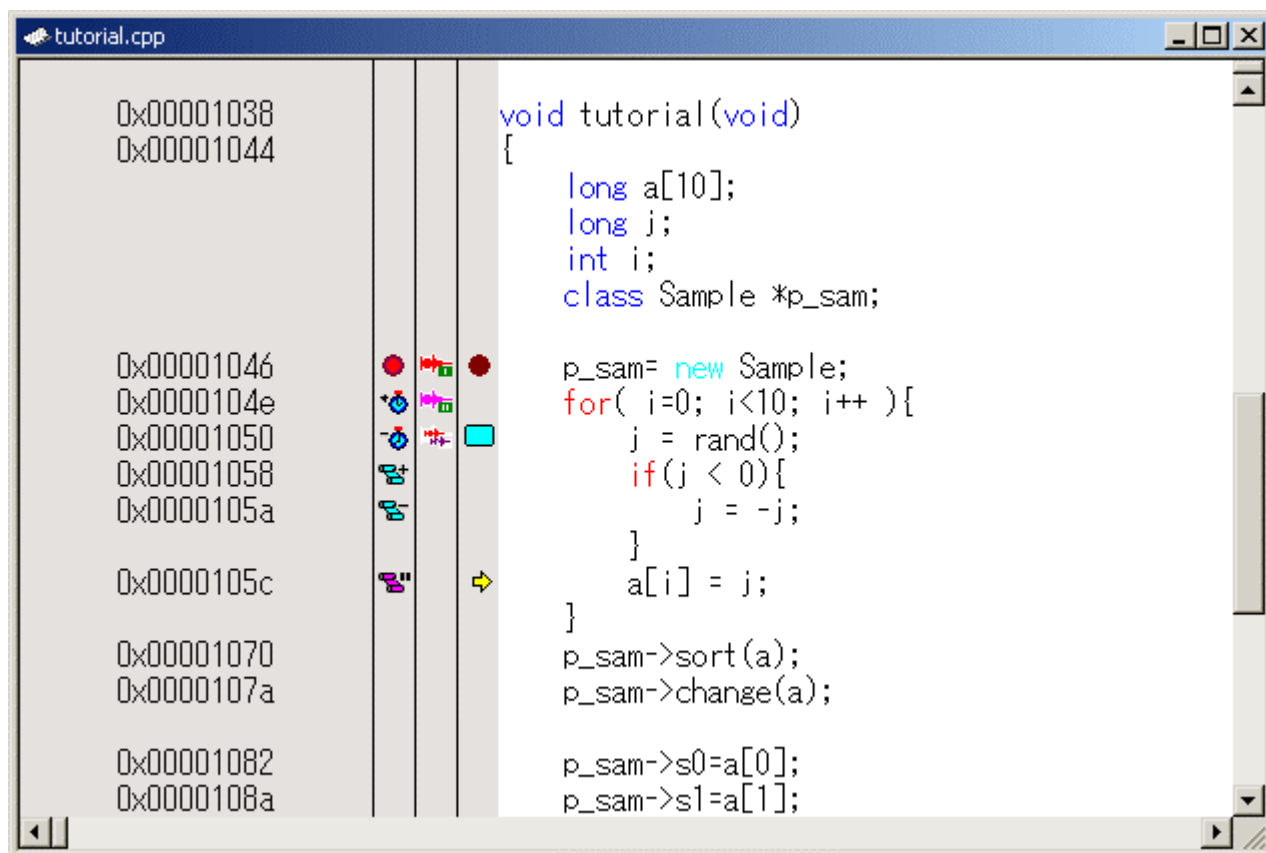 tutorial.cpp
0x00001038 void tutorial(void)
0x00001044 {
long a[10];
long j;
int i;
class Sample *p_sam;
0x00001046 p_sam= new Sample;
0x0000104e for( i=0; i<10; i++ ){
0x00001050 j = rand();
0x00001058 if(j < 0){
0x0000105a j = -j;
}
0x0000105c a[i] = j;
}
0x00001070 p_sam->sort(a);
0x0000107a p_sam->change(a);
0x00001082 p_sam->s0=a[0];
0x0000108a p_sam->s1=a[1];